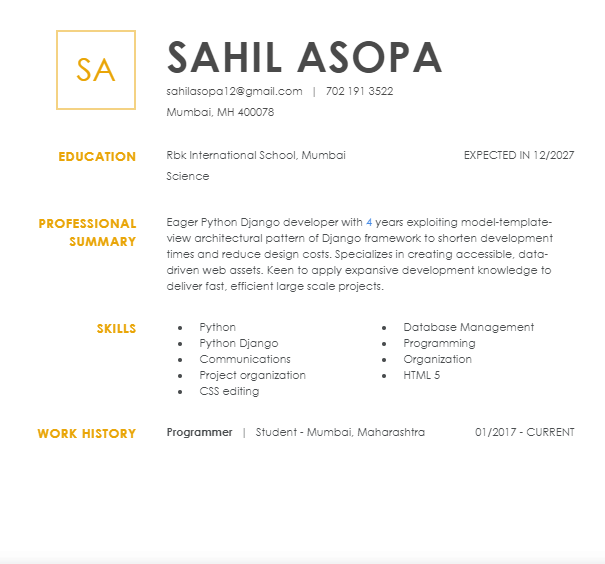 SA
SAHIL ASOPA
sahilasopa12@gmail.com | 702 191 3522
Mumbai, MH 400078
EDUCATION
Rbk International School, Mumbai
EXPECTED IN 12/2027
Science
PROFESSIONAL
SUMMARY
Eager Python Django developer with 4 years exploiting model-template-
view architectural pattern of Django framework to shorten development
times and reduce design costs. Specializes in creating accessible, data-
driven web assets. Keen to apply expansive development knowledge to
deliver fast, efficient large scale projects.
SKILLS
• Python
• Python Django
• Communications
• Project organization
• CSS editing
• Database Management
• Programming
• Organization
• HTML 5
WORK HISTORY
Programmer | Student - Mumbai, Maharashtra
01/2017 - CURRENT